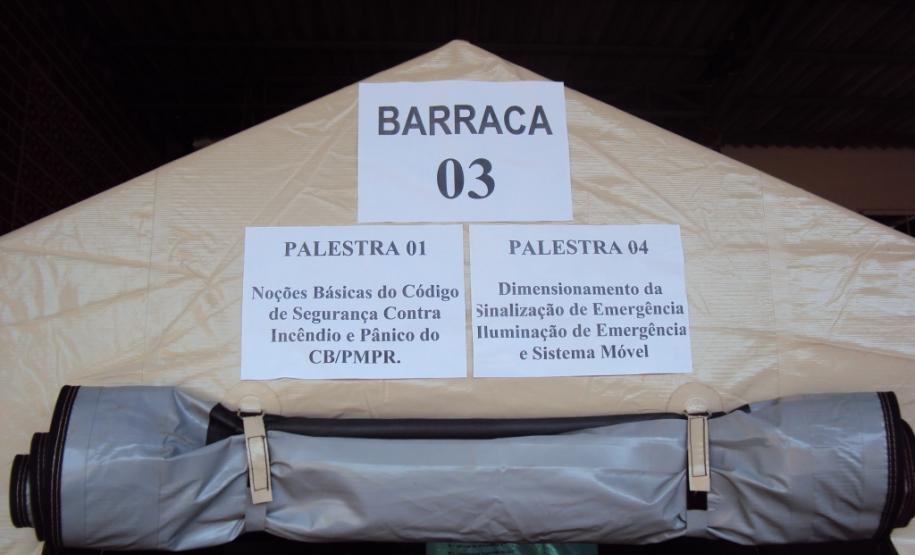 BARRACA
03
PALESTRA 01
Noções Básicas do Código
de Segurança Contra
Incêndio e Pânico do
CB/PMPR.
PALESTRA 04
Dimensionamento da
Sinalização de Emergência
Iluminação de Emergência
e Sistema Móvel